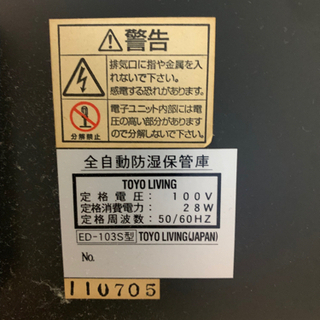 警告
排気口に指や金属を入
れないで下さい。
感電する恐れがあります。
電子ユニット内部には電
圧の高い部分があります
ので分解しないで下さい。
分解禁止
全自動防湿保管庫
TOYO LIVING
定格電圧：100V
定格消費電力：28W
定格周波数：50/60HZ
ED-103S型 TOYO LIVING(JAPAN)
No.
110705